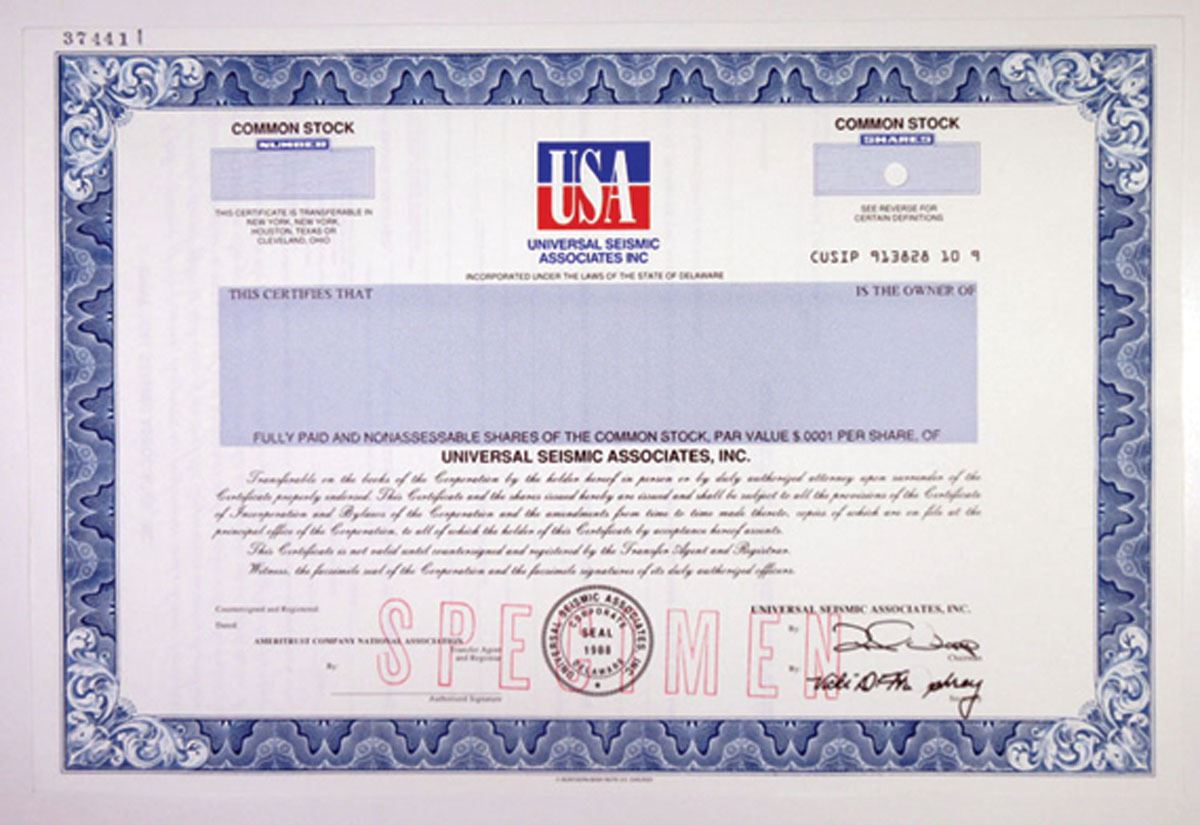 37441
COMMON STOCK
NUMBER
THIS CERTIFICATE IS TRANSFERABLE IN
NEW YORK, NEW YORK,
HOUSTON, TEXAS OR
CLEVELAND, OHIO
USA
UNIVERSAL SEISMIC
ASSOCIATES INC
INCORPORATED UNDER THE LAWS OF THE STATE OF DELAWARE
COMMON STOCK
SHARES
SEE REVERSE FOR
CERTAIN DEFINITIONS
CUSIP 913828 10 9
THIS CERTIFIES THAT
IS THE OWNER OF
FULLY PAID AND NONASSESSABLE SHARES OF THE COMMON STOCK, PAR VALUE $.0001 PER SHARE, OF
UNIVERSAL SEISMIC ASSOCIATES, INC.
Transferable on the books of the Corporation by the holder hereof in person or by duly authorized attorney upon surrender of the
Certificate properly endorsed. This Certificate and the shares issued hereby are issued and shall be subject to all the provisions of the Certificate
of Incorporation and Bylaws of the Corporation and the amendments from time to time made thereto, copies of which are on file at the
principal office of the Corporation, to all of which the holder of this Certificate by acceptance hereof assents.
This Certificate is not valid until countersigned and registered by the Transfer Agent and Registrar.
Witness, the facsimile seal of the Corporation and the facsimile signatures of its duly authorized officers.
Countersigned and Registered:
Dated:
AMERITRUST COMPANY NATIONAL ASSOCIATION,
Transfer Agent
and Registrar
By:
Authorized Signature
SPECIMEN
UNIVERSAL SEISMIC ASSOCIATES, INC.
CORPORATE
SEAL
1988
DELAWARE
UNIVERSAL SEISMIC ASSOCIATES, INC.
By:
Chairman
By: